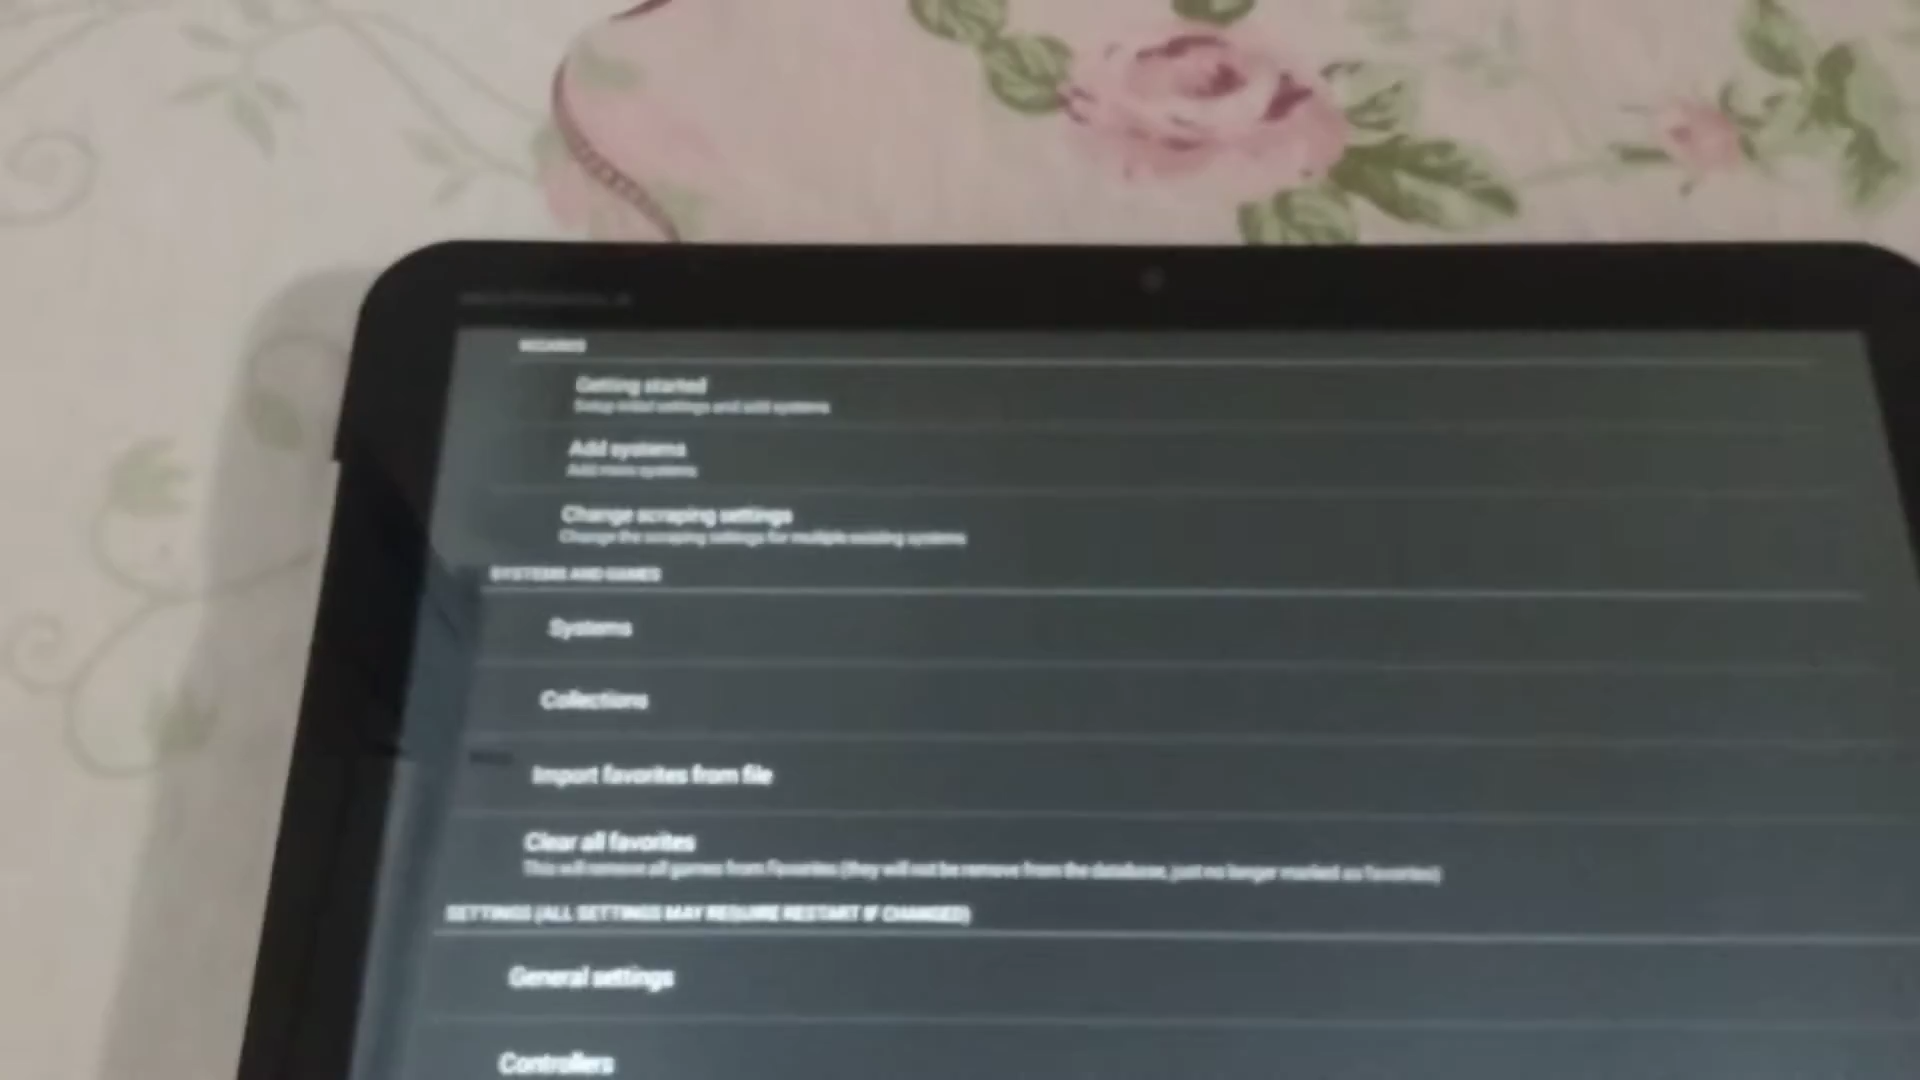 WIZARDS
Getting started
Setup initial settings and add systems
Add systems
Add more systems
Change scraping settings
Change the scraping settings for multiple existing systems
SYSTEMS AND GAMES
Systems
Collections
Import favorites from file
Clear all favorites
This will remove all games from Favorites (they will not be remove from the database, just no longer marked as favorites)
SETTINGS (ALL SETTINGS MAY REQUIRE RESTART IF CHANGED)
General settings
Controllers